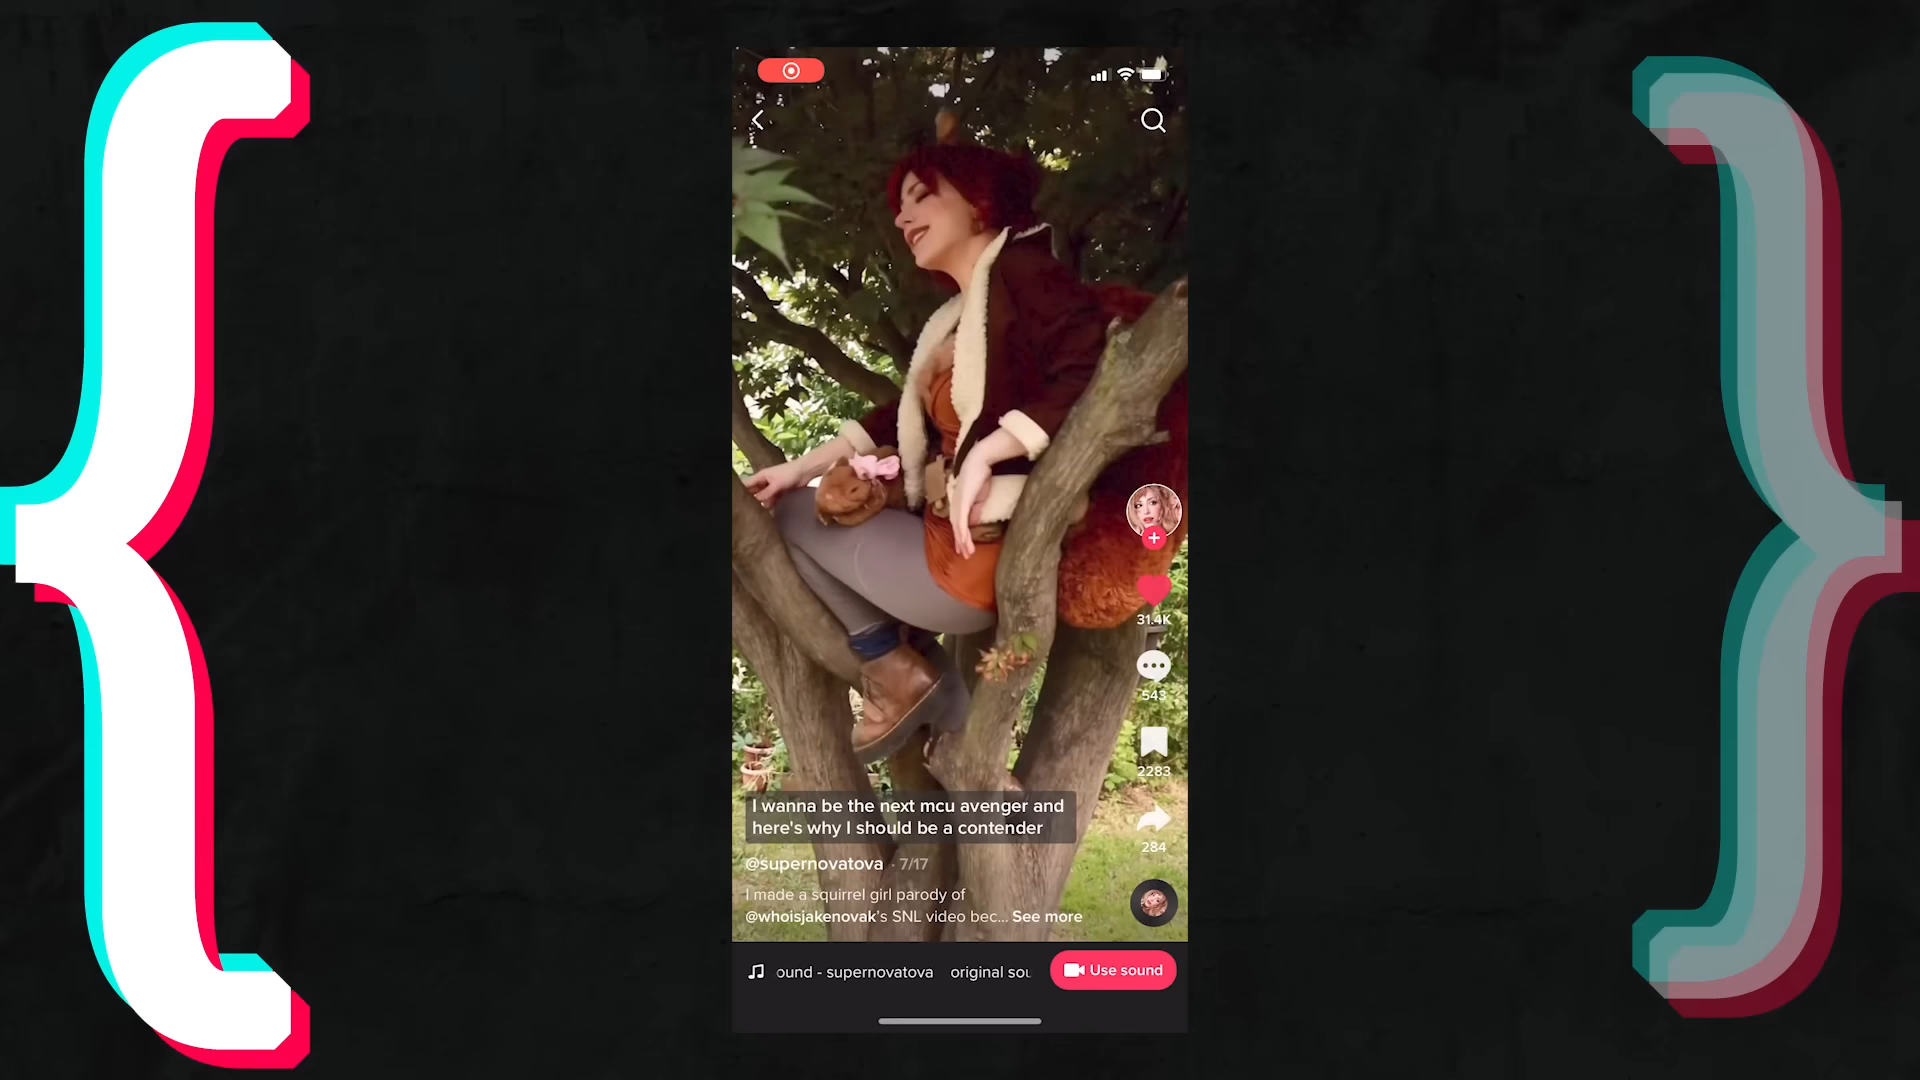 31.4K
543
2283
284
I wanna be the next mcu avenger and
here's why I should be a contender
@supernovatova · 7/17
I made a squirrel girl parody of
@whoisjakenovak's SNL video bec... See more
ound - supernovatova original sou
Use sound